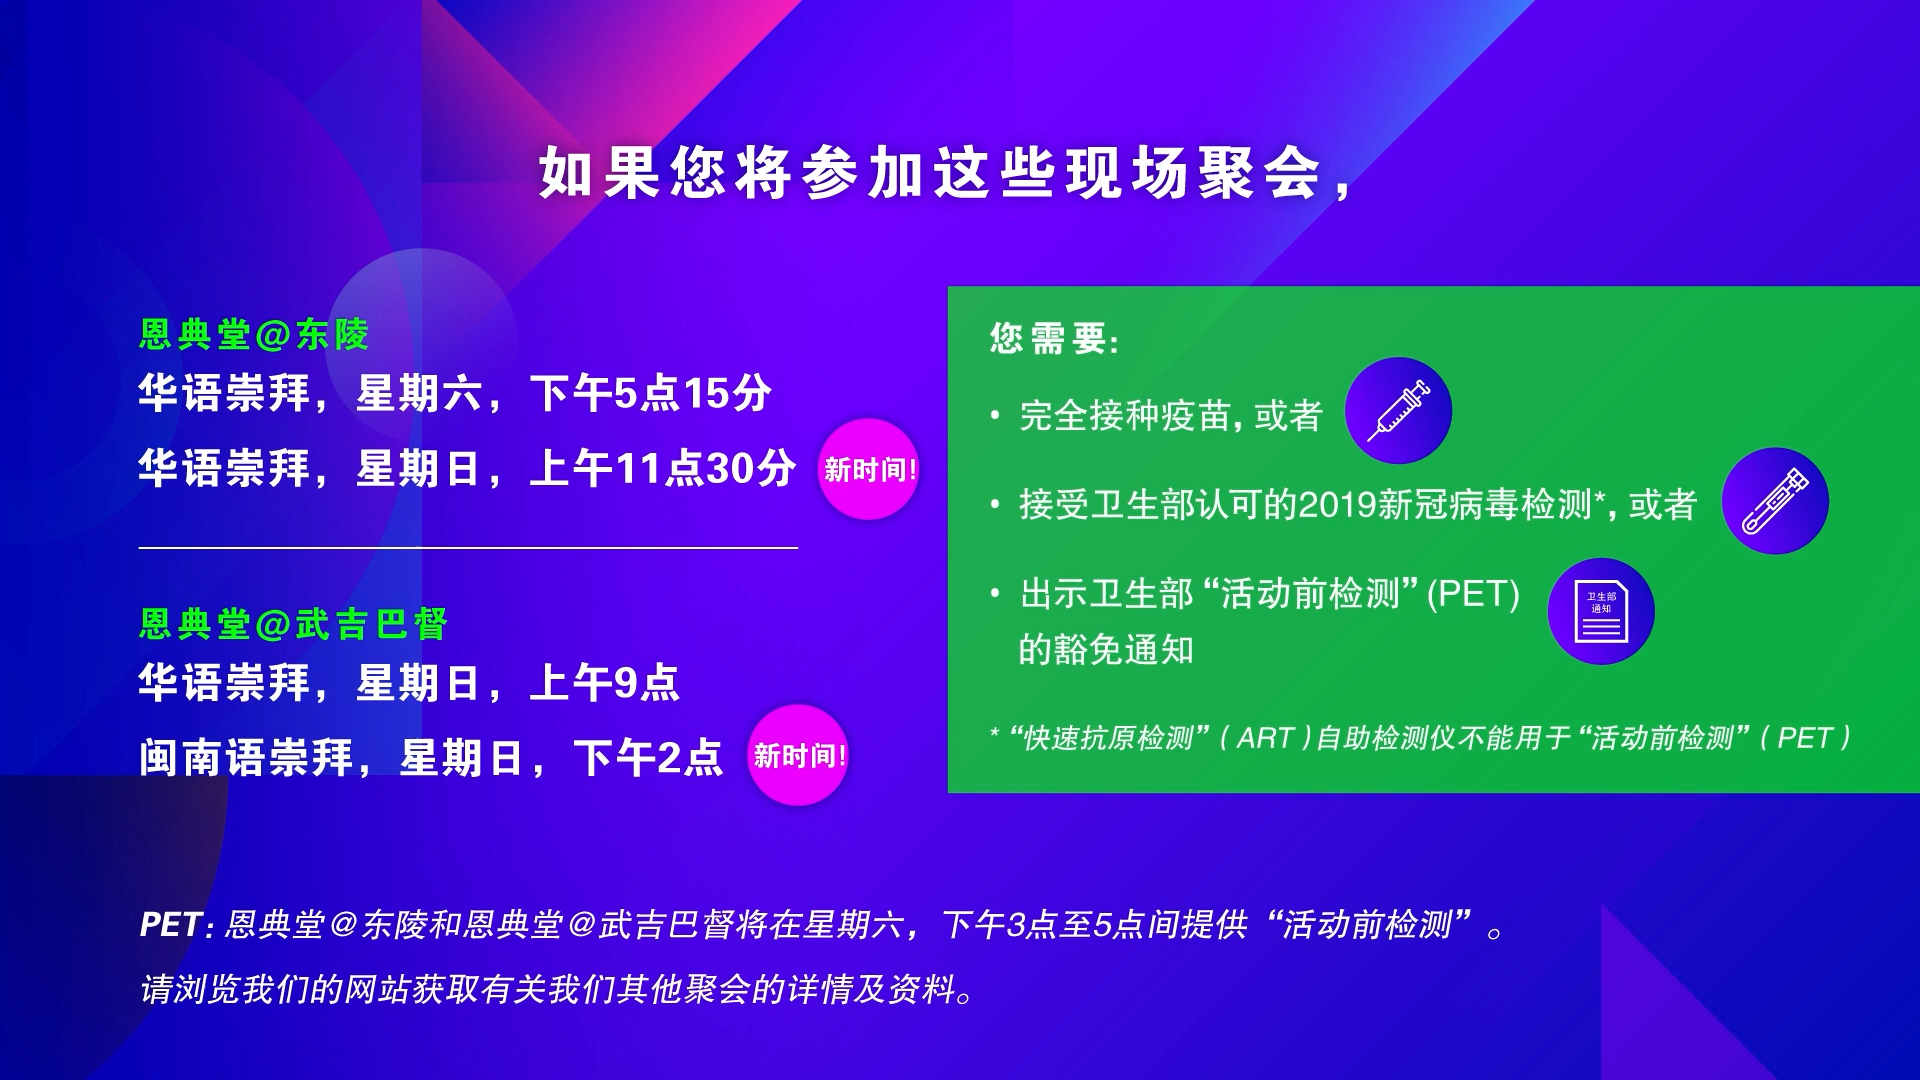 如果您将参加这些现场聚会，
恩典堂@东陵
华语崇拜，星期六，下午5点15分
华语崇拜，星期日，上午11点30分
新时间!
恩典堂@武吉巴督
华语崇拜，星期日，上午9点
闽南语崇拜，星期日，下午2点
新时间!
您需要:
• 完全接种疫苗，或者
• 接受卫生部认可的2019新冠病毒检测*，或者
• 出示卫生部“活动前检测”(PET)
的豁免通知
卫生部
通知
* “快速抗原检测”( ART )自助检测仪不能用于“活动前检测”( PET )
PET: 恩典堂@东陵和恩典堂@武吉巴督将在星期六，下午3点至5点间提供“活动前检测”。
请浏览我们的网站获取有关我们其他聚会的详情及资料。